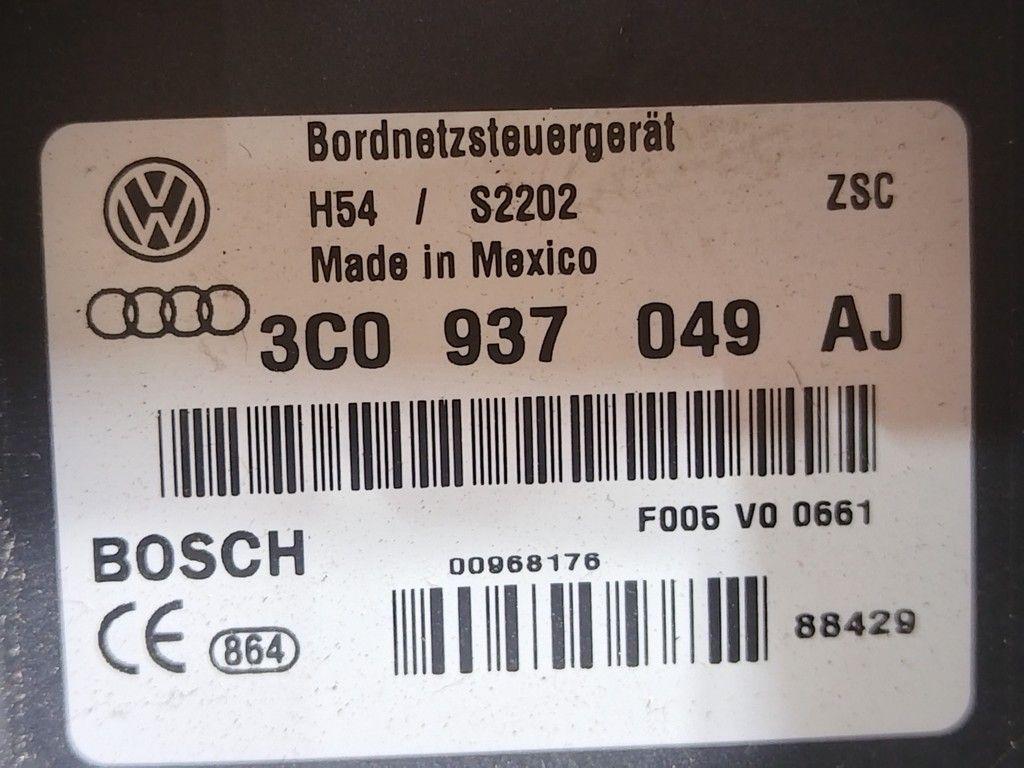 Bordnetzsteuergerät
H54 / S2202 ZSC
Made in Mexico
3C0 937 049 AJ
F005 V0 0661
BOSCH
00968176
CE 864
88429